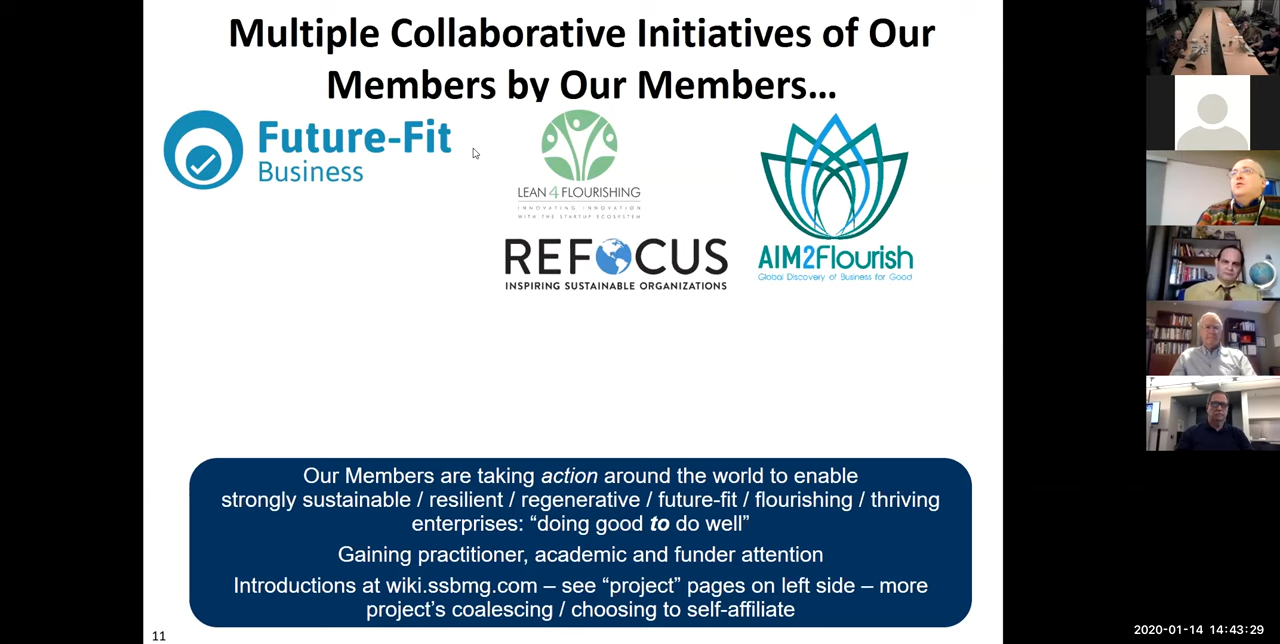 Multiple Collaborative Initiatives of Our
Members by Our Members…
Future-Fit
Business
LEAN 4 FLOURISHING
INNOVATING INNOVATION
WITH THE STARTUP ECOSYSTEM
REFOCUS
INSPIRING SUSTAINABLE ORGANIZATIONS
AIM2Flourish
Global Discovery of Business for Good
Our Members are taking action around the world to enable
strongly sustainable / resilient / regenerative / future-fit / flourishing / thriving
enterprises: “doing good to do well”
Gaining practitioner, academic and funder attention
Introductions at wiki.ssbmg.com – see “project” pages on left side – more
project’s coalescing / choosing to self-affiliate
11
2020-01-14 14:43:29